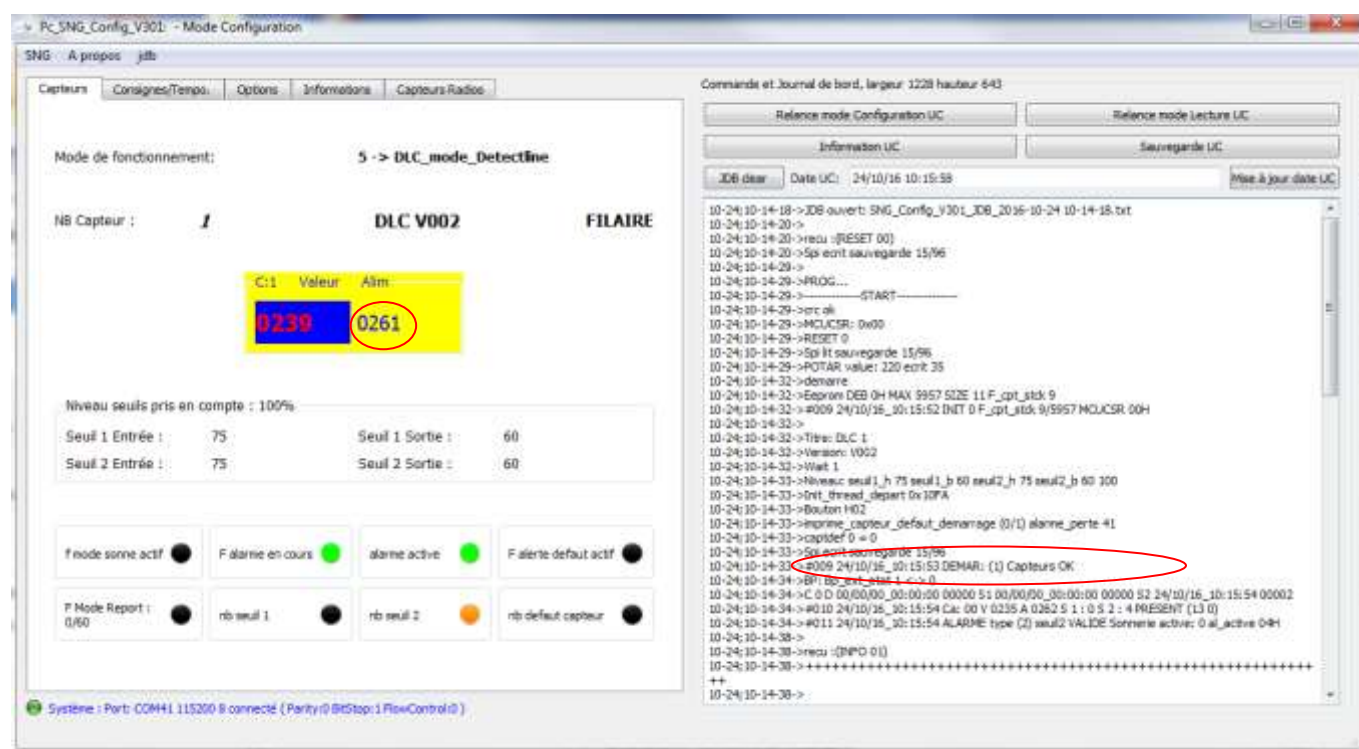 Pc_SNG_Config_V301: - Mode Configuration
SNG A propos jdb
Capteurs Consignes/Tempo. Options Informations Capteurs Radios
Mode de fonctionnement: 5 -> DLC_mode_Detectline
NB Capteur : 1 DLC V002 FILAIRE
C:1 Valeur Alim
0239 0261
Niveau seuils pris en compte : 100%
Seuil 1 Entrée : 75 Seuil 1 Sortie : 60
Seuil 2 Entrée : 75 Seuil 2 Sortie : 60
f mode sonne actif F alarme en cours alarme active F alerte defaut actif
F Mode Report : 0/60 nb seuil 1 nb seuil 2 nb defaut capteur
Système : Port: COM41 115200 8 connecté ( Parity:0 BitStop:1 FlowControl:0 )
Commande et Journal de bord, largeur 1228 hauteur 643
Relance mode Configuration UC Relance mode Lecture UC
Information UC Sauvegarde UC
JDB clear Date UC: 24/10/16 10:15:58 Mise à jour date UC
10-24;10-14-18->JDB ouvert: SNG_Config_V301_JDB_2016-10-24 10-14-18.txt
10-24;10-14-20->
10-24;10-14-20->recu :{RESET 00}
10-24;10-14-20->Spi ecrit sauvegarde 15/96
10-24;10-14-29->
10-24;10-14-29->PROG...
10-24;10-14-29->--------------START--------------
10-24;10-14-29->crc ok
10-24;10-14-29->MCUCSR: 0x00
10-24;10-14-29->RESET 0
10-24;10-14-29->Spi lit sauvegarde 15/96
10-24;10-14-29->POTAR value: 220 ecrit 35
10-24;10-14-32->demarre
10-24;10-14-32->Eeprom DEB 0H MAX 5957 SIZE 11 F_cpt_stck 9
10-24;10-14-32->#009 24/10/16_10:15:52 INIT 0 F_cpt_stck 9/5957 MCUCSR 00H
10-24;10-14-32->
10-24;10-14-32->Titre: DLC 1
10-24;10-14-32->Version: V002
10-24;10-14-32->Wait 1
10-24;10-14-33->Niveau: seuil1_h 75 seuil1_b 60 seuil2_h 75 seuil2_b 60 100
10-24;10-14-33->Init_thread_depart 0x10FA
10-24;10-14-33->Bouton H02
10-24;10-14-33->imprime_capteur_defaut_demarrage (0/1) alarme_perte 41
10-24;10-14-33->captdef 0 = 0
10-24;10-14-33->Spi ecrit sauvegarde 15/96
10-24;10-14-33->#009 24/10/16_10:15:53 DEMAR: (1) Capteurs OK
10-24;10-14-34->BP: Bp_ext_etat 1 <-> 0
10-24;10-14-34->C 0 D 00/00/00_00:00:00 00000 S1 00/00/00_00:00:00 00000 S2 24/10/16_10:15:54 00002
10-24;10-14-34->#010 24/10/16_10:15:54 Ca: 00 V 0235 A 0262 S 1 : 0 S 2 : 4 PRESENT (13 0)
10-24;10-14-34->#011 24/10/16_10:15:54 ALARME type (2) seuil2 VALIDE Sonnerie active: 0 al_active 04H
10-24;10-14-38->
10-24;10-14-38->recu :{INFO 01}
10-24;10-14-38->++++++++++++++++++++++++++++++++++++++++++++++++++++++++++++
++
10-24;10-14-38->